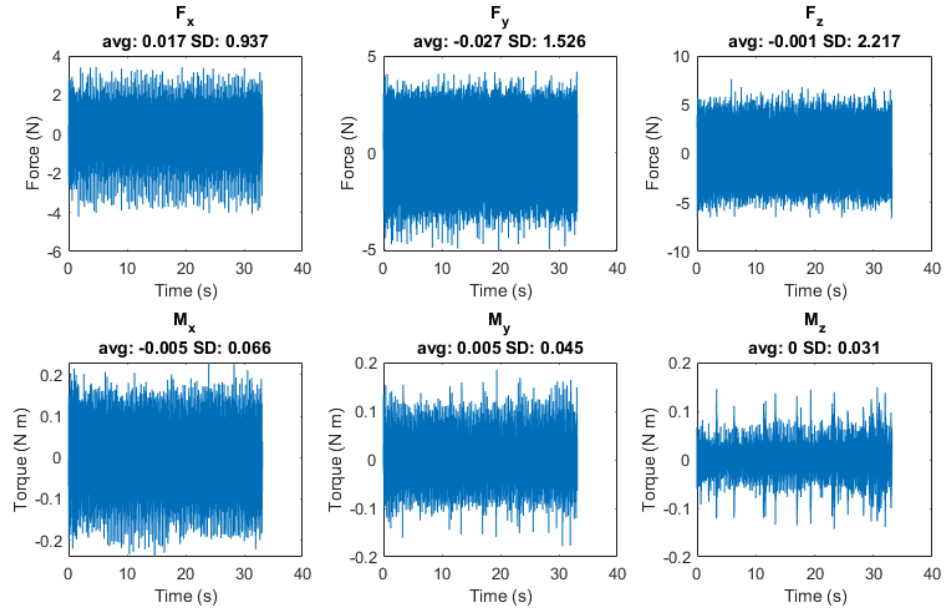 F_x
avg: 0.017 SD: 0.937
4
2
0
-2
-4
-6
Force (N)
0 10 20 30 40
Time (s)
F_y
avg: -0.027 SD: 1.526
5
0
-5
Force (N)
0 10 20 30 40
Time (s)
F_z
avg: -0.001 SD: 2.217
10
5
0
-5
-10
Force (N)
0 10 20 30 40
Time (s)
M_x
avg: -0.005 SD: 0.066
0.2
0.1
0
-0.1
-0.2
Torque (N m)
0 10 20 30 40
Time (s)
M_y
avg: 0.005 SD: 0.045
0.2
0.1
0
-0.1
-0.2
Torque (N m)
0 10 20 30 40
Time (s)
M_z
avg: 0 SD: 0.031
0.2
0.1
0
-0.1
-0.2
Torque (N m)
0 10 20 30 40
Time (s)